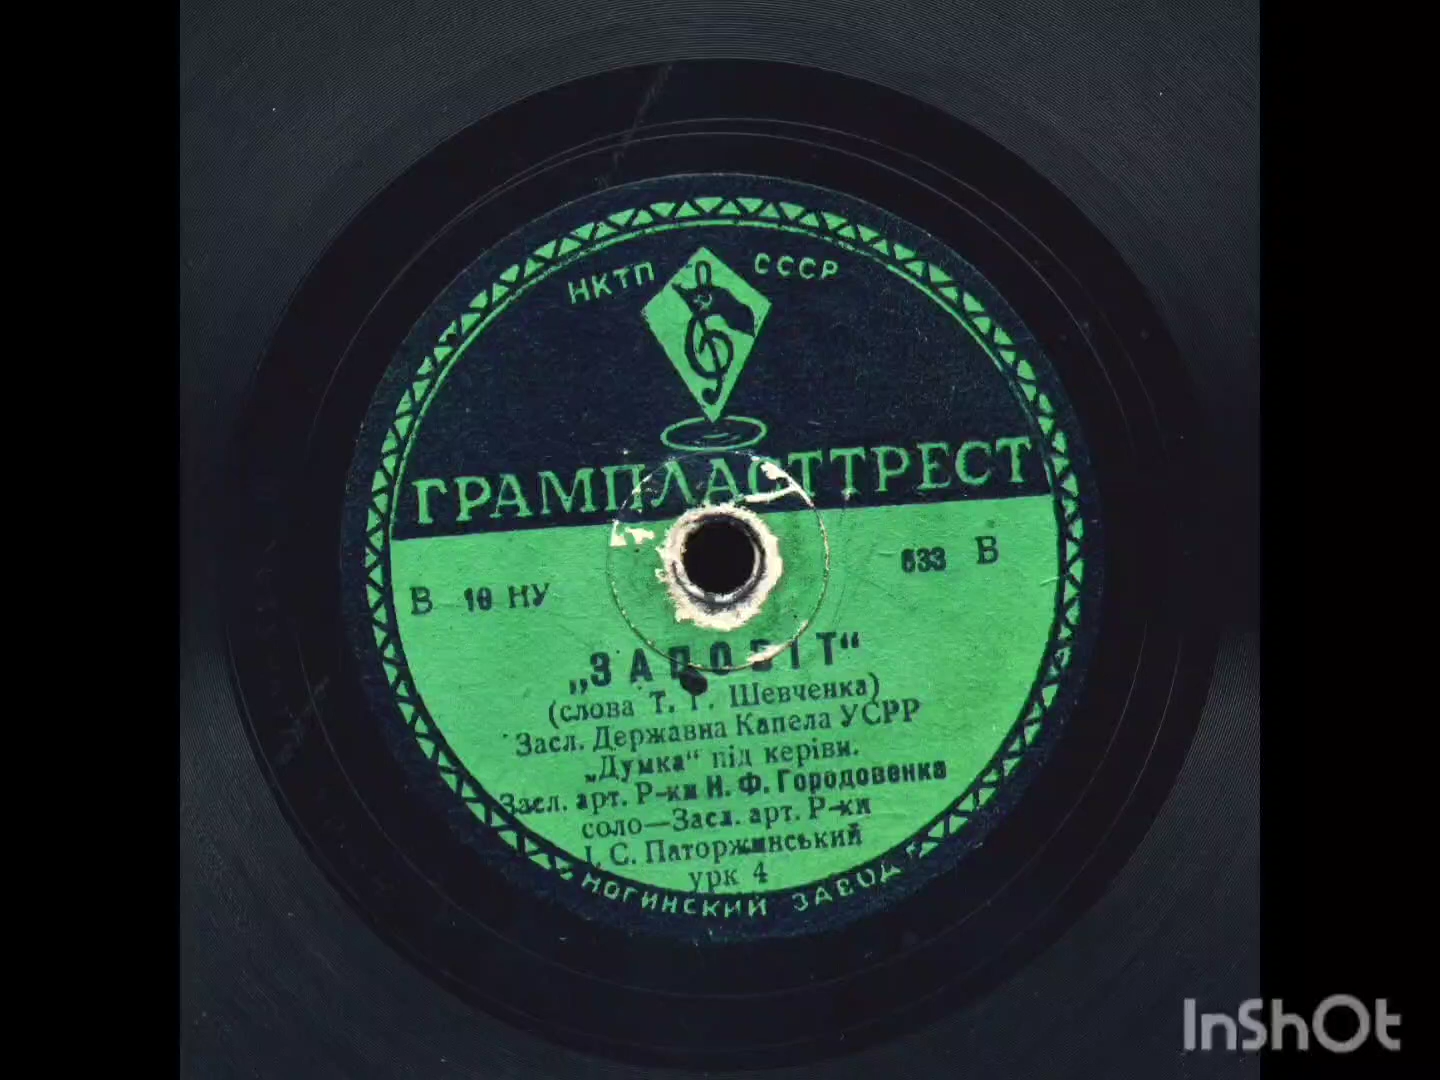 НКТП СССР
ГРАМПЛАСТТРЕСТ
В 10 НУ 633 В
„ЗАПОВІТ“
(слова Т. Г. Шевченка)
Засл. Державна Капела УСРР
„Думка“ під керівн.
Засл. арт. Р-ки Н. Ф. Городовенка
соло—Засл. арт. Р-ки
І. С. Паторжинський
урк 4
НОГИНСКИЙ ЗАВОД
InShOt